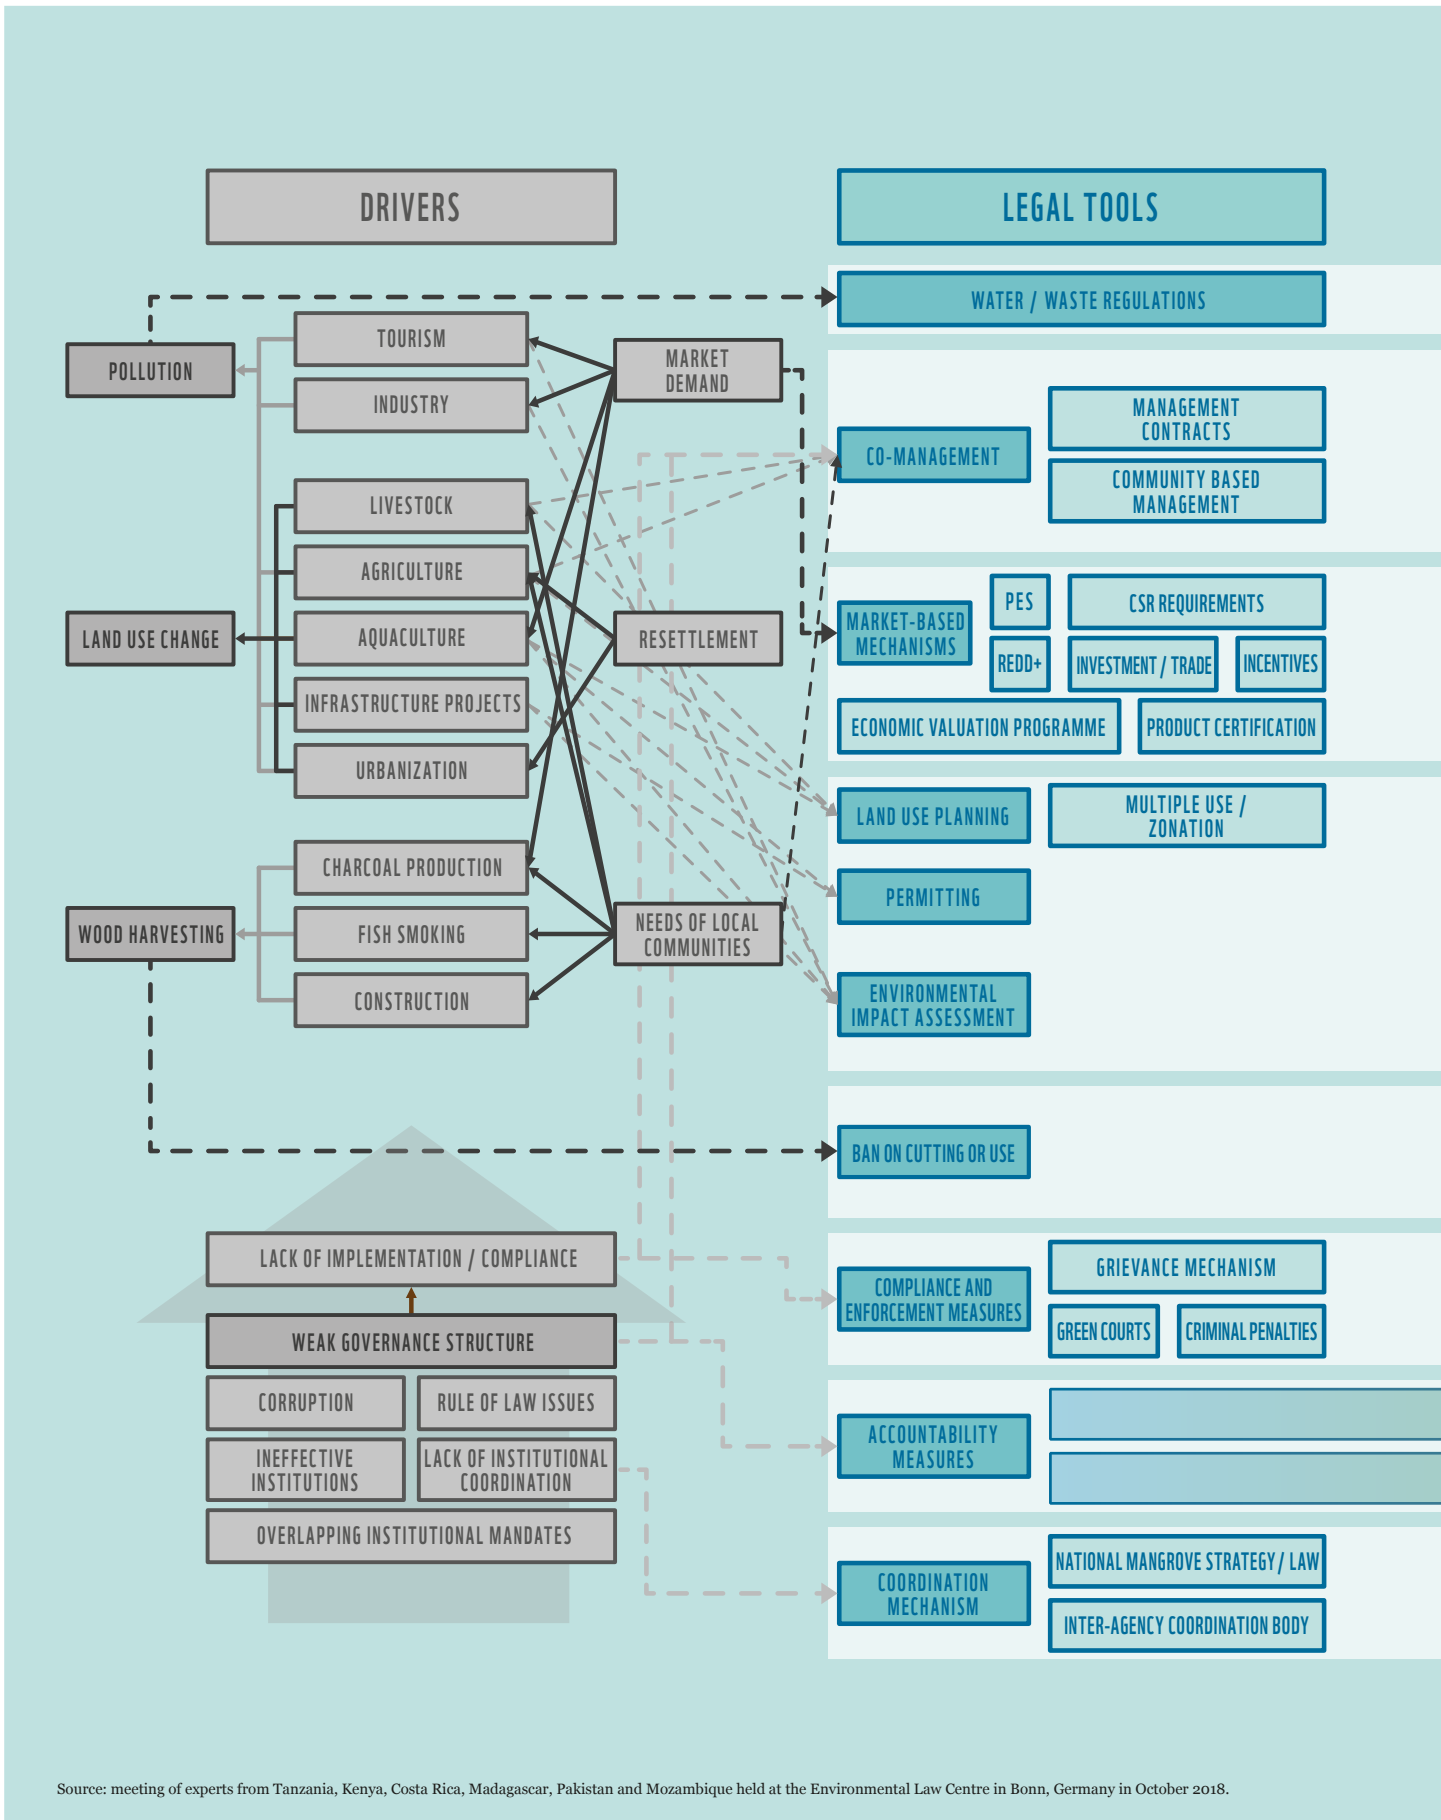 DRIVERS
LEGAL TOOLS
WATER / WASTE REGULATIONS
TOURISM
POLLUTION
INDUSTRY
MARKET
DEMAND
MANAGEMENT
CONTRACTS
CO-MANAGEMENT
COMMUNITY BASED
MANAGEMENT
LIVESTOCK
AGRICULTURE
AQUACULTURE
LAND USE CHANGE
INFRASTRUCTURE PROJECTS
URBANIZATION
RESETTLEMENT
MARKET-BASED
MECHANISMS
PES
CSR REQUIREMENTS
REDD+
INVESTMENT / TRADE
INCENTIVES
ECONOMIC VALUATION PROGRAMME
PRODUCT CERTIFICATION
LAND USE PLANNING
MULTIPLE USE /
ZONATION
CHARCOAL PRODUCTION
PERMITTING
WOOD HARVESTING
FISH SMOKING
CONSTRUCTION
NEEDS OF LOCAL
COMMUNITIES
ENVIRONMENTAL
IMPACT ASSESSMENT
BAN ON CUTTING OR USE
LACK OF IMPLEMENTATION / COMPLIANCE
COMPLIANCE AND
ENFORCEMENT MEASURES
GRIEVANCE MECHANISM
GREEN COURTS
CRIMINAL PENALTIES
WEAK GOVERNANCE STRUCTURE
CORRUPTION
RULE OF LAW ISSUES
INEFFECTIVE
INSTITUTIONS
LACK OF INSTITUTIONAL
COORDINATION
OVERLAPPING INSTITUTIONAL MANDATES
ACCOUNTABILITY
MEASURES
COORDINATION
MECHANISM
NATIONAL MANGROVE STRATEGY / LAW
INTER-AGENCY COORDINATION BODY
Source: meeting of experts from Tanzania, Kenya, Costa Rica, Madagascar, Pakistan and Mozambique held at the Environmental Law Centre in Bonn, Germany in October 2018.